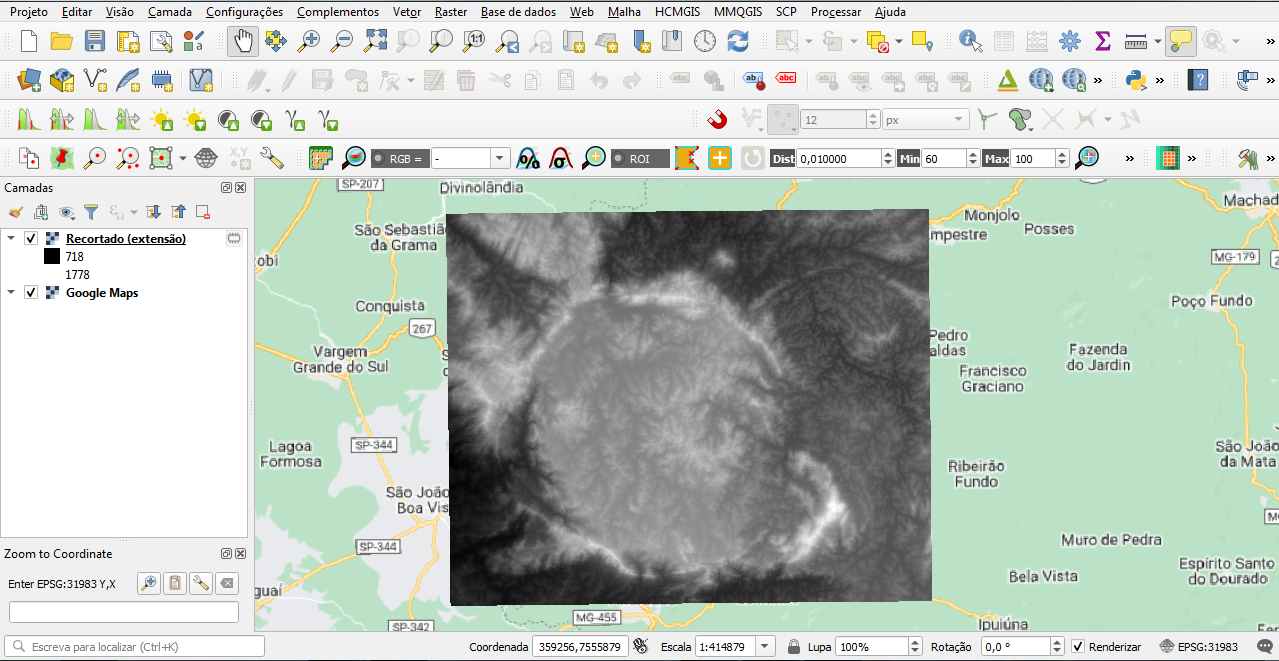 Projeto Editar Visão Camada Configurações Complementos Vetor Raster Base de dados Web Malha HCMGIS MMQGIS SCP Processar Ajuda
12 px
RGB = - ROI Dist 0,010000 Min 60 Max 100
Camadas
Recortado (extensão)
718
1778
Google Maps
Zoom to Coordinate
Enter EPSG:31983 Y,X
SP-207
Divinolândia
São Sebastiã
da Grama
obi
Conquista
267
Vargem
Grande do Sul
Lagoa
Formosa
SP-344
São João
Boa Vis
SP-344
guaí
SP-342
MG-455
Monjolo
mpestre
Posses
Machad
MG-179
Poço Fundo
Pedro
aldas
Fazenda
do Jardin
Francisco
Graciano
São João
da Mata
Ribeirão
Fundo
Muro de Pedra
Espírito Santo
do Dourado
Bela Vista
Ipuiúna
Escreva para localizar (Ctrl+K) Coordenada 359256,7555879 Escala 1:414879 Lupa 100% Rotação 0,0 ° Renderizar EPSG:31983